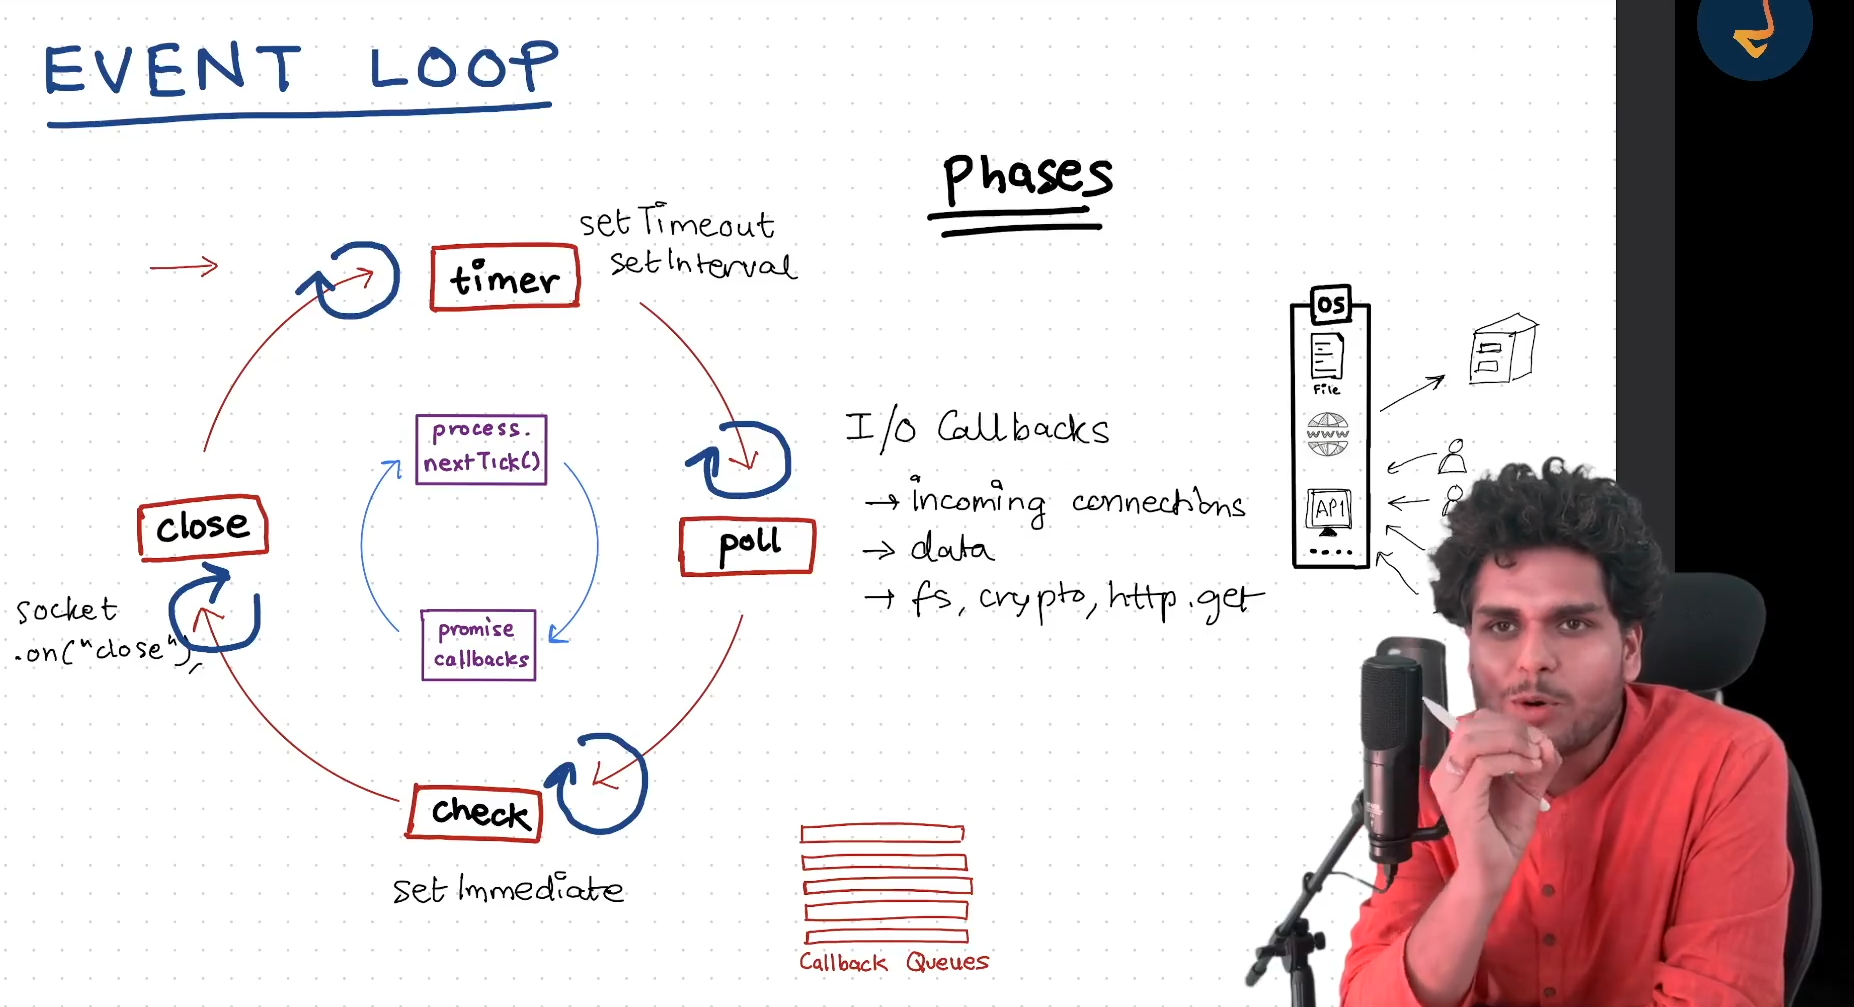 EVENT LOOP
Phases
setTimeout
setInterval
timer
OS
File
www
API
process.
nextTick()
I/O Callbacks
→ incoming connections
→ data
→ fs, crypto, http.get
close
poll
socket
.on("close"),
promise
callbacks
check
setImmediate
Callback Queues